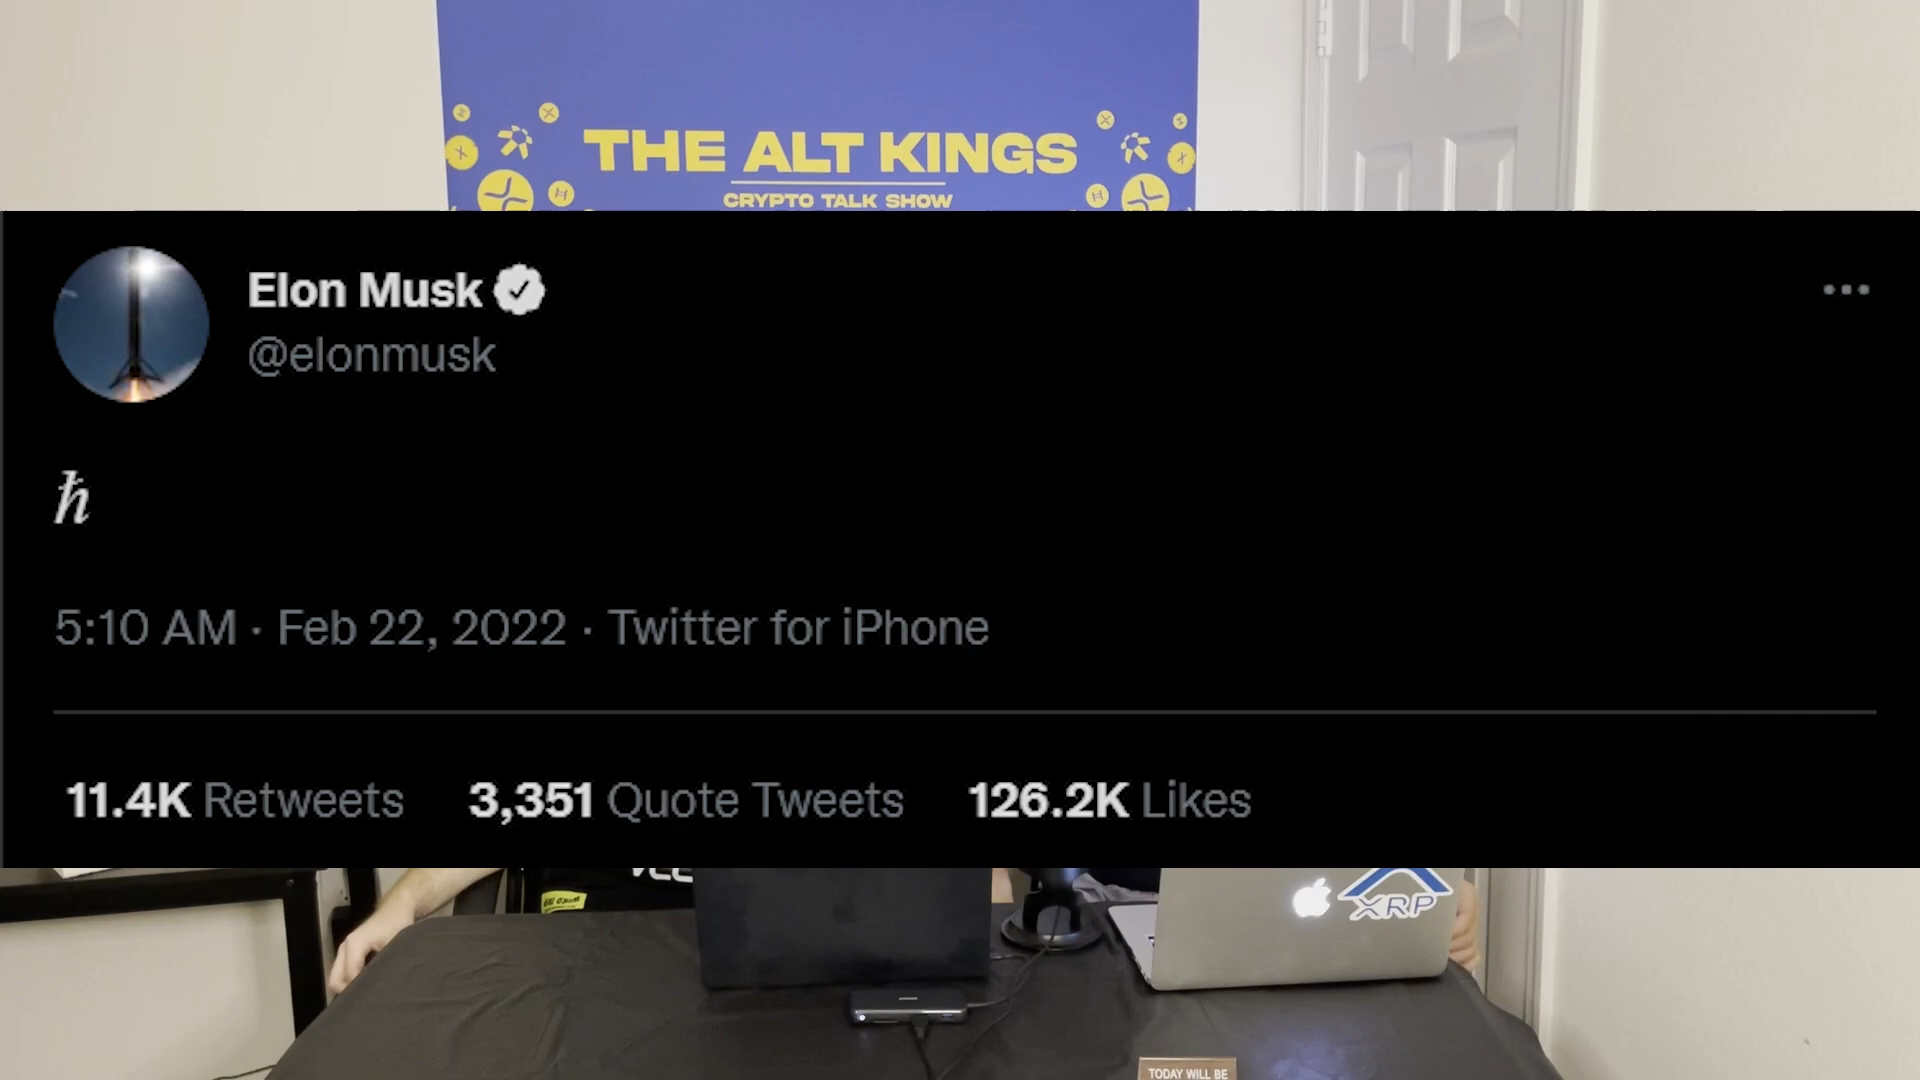 THE ALT KINGS
CRYPTO TALK SHOW
Elon Musk
@elonmusk
ℏ
5:10 AM · Feb 22, 2022 · Twitter for iPhone
11.4K Retweets 3,351 Quote Tweets 126.2K Likes
XRP
TODAY WILL BE